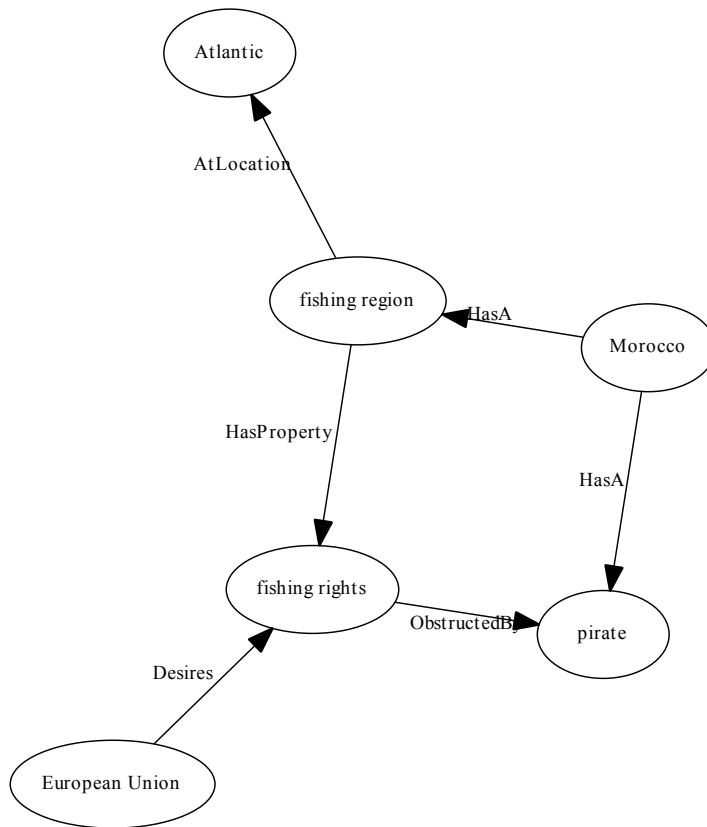 Atlantic
AtLocation
fishing region
HasA
Morocco
HasProperty
HasA
fishing rights
ObstructedBy
pirate
Desires
European Union